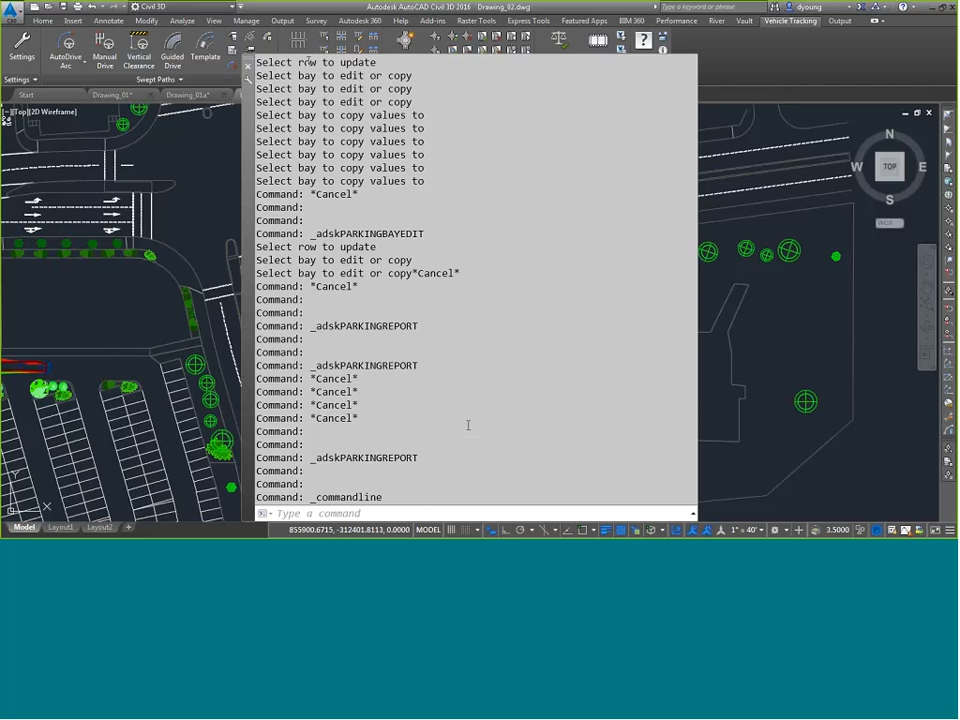 Civil 3D
Autodesk AutoCAD Civil 3D 2016 Drawing_02.dwg
Type a keyword or phrase
dyoung
Home Insert Annotate Modify Analyze View Manage Output Survey Autodesk 360 Help Add-ins Raster Tools Express Tools Featured Apps BIM 360 Performance River Vault Vehicle Tracking Output
Settings
AutoDrive Arc
Manual Drive
Vertical Clearance
Guided Drive
Template
Settings
Swept Paths
Start Drawing_01* Drawing_01a*
[−][Top][2D Wireframe]
Select row to update
Select bay to edit or copy
Select bay to edit or copy
Select bay to edit or copy
Select bay to copy values to
Select bay to copy values to
Select bay to copy values to
Select bay to copy values to
Select bay to copy values to
Select bay to copy values to
Command: *Cancel*
Command:
Command:
Command: _adskPARKINGBAYEDIT
Select row to update
Select bay to edit or copy
Select bay to edit or copy*Cancel*
Command: *Cancel*
Command:
Command:
Command: _adskPARKINGREPORT
Command:
Command:
Command: _adskPARKINGREPORT
Command: *Cancel*
Command: *Cancel*
Command: *Cancel*
Command: *Cancel*
Command:
Command:
Command: _adskPARKINGREPORT
Command:
Command:
Command: _commandline
Type a command
N
W TOP E
S
WCS
Y
X
Model Layout1 Layout2 +
855900.6715, -312401.8113, 0.0000 MODEL 1" = 40' 3.5000